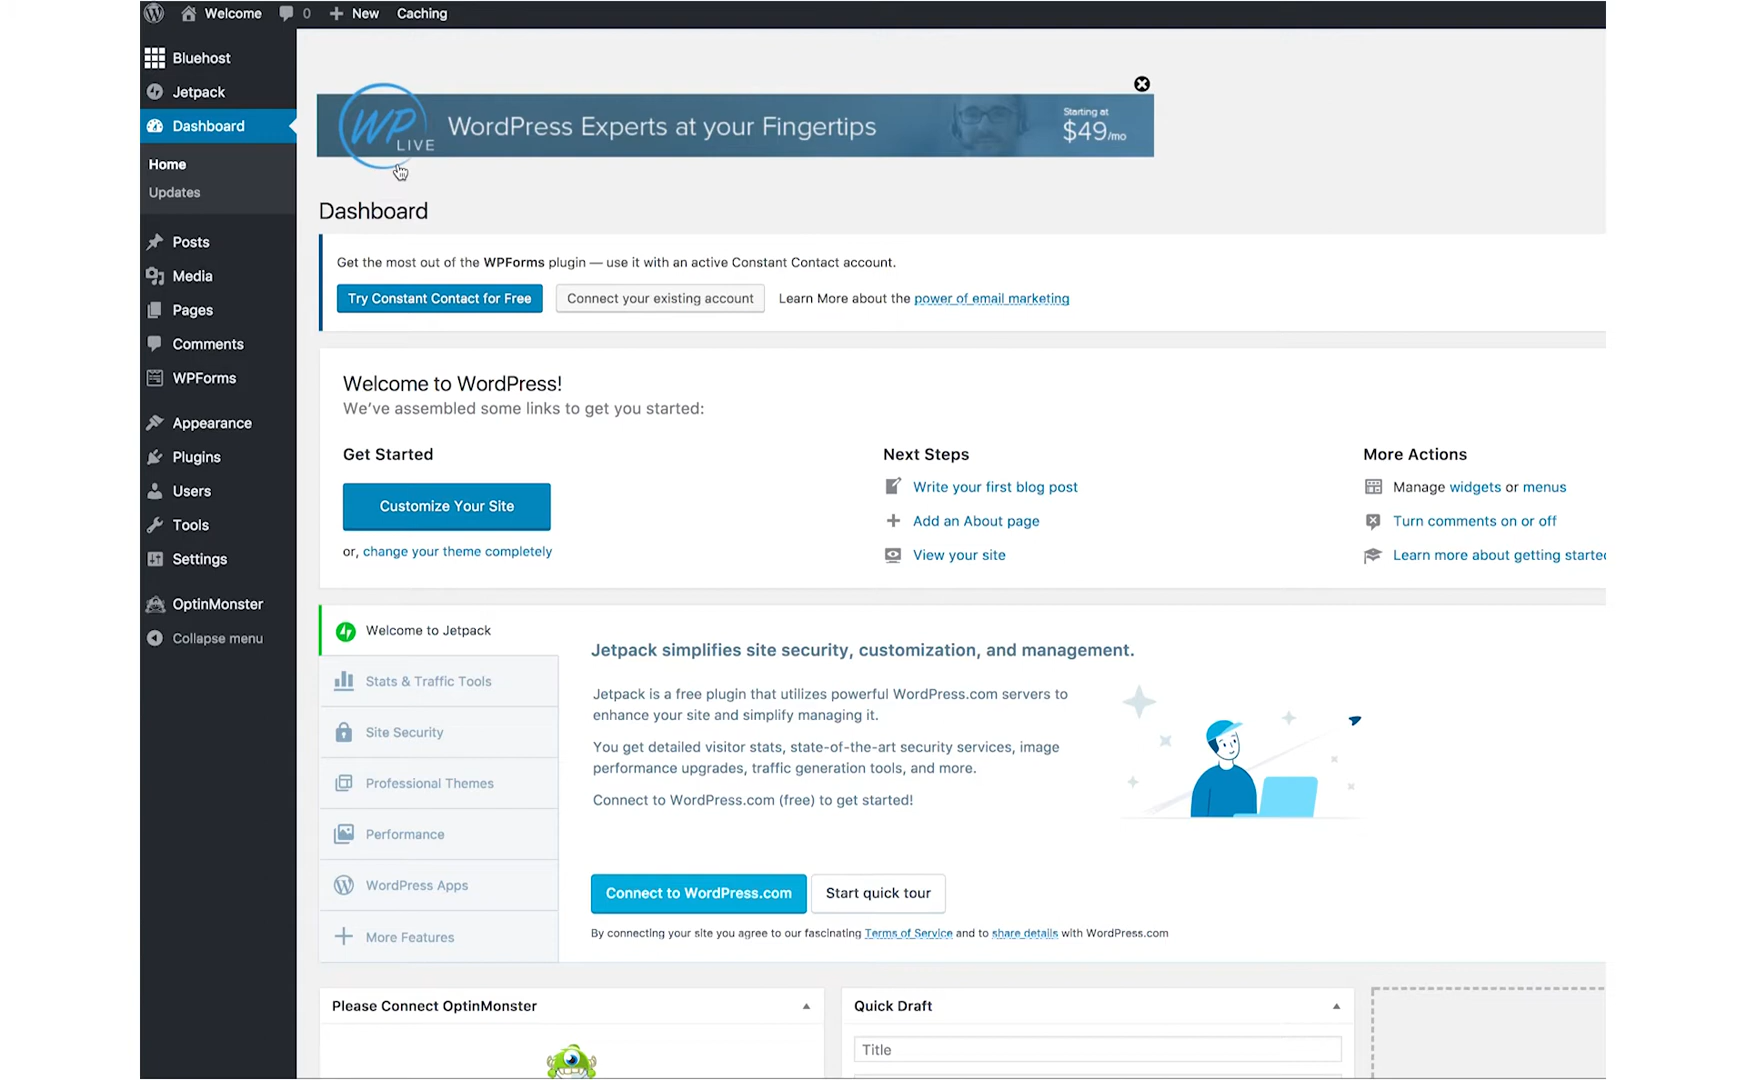 Welcome 0 New Caching
Bluehost
Jetpack
Dashboard
Home
Updates
Posts
Media
Pages
Comments
WPForms
Appearance
Plugins
Users
Tools
Settings
OptinMonster
Collapse menu
WP LIVE
WordPress Experts at your Fingertips
Starting at
$49/mo
Dashboard
Get the most out of the WPForms plugin — use it with an active Constant Contact account.
Try Constant Contact for Free Connect your existing account Learn More about the power of email marketing
Welcome to WordPress!
We've assembled some links to get you started:
Get Started
Customize Your Site
or, change your theme completely
Next Steps
Write your first blog post
Add an About page
View your site
More Actions
Manage widgets or menus
Turn comments on or off
Learn more about getting starte
Welcome to Jetpack
Stats & Traffic Tools
Site Security
Professional Themes
Performance
WordPress Apps
More Features
Jetpack simplifies site security, customization, and management.
Jetpack is a free plugin that utilizes powerful WordPress.com servers to
enhance your site and simplify managing it.
You get detailed visitor stats, state-of-the-art security services, image
performance upgrades, traffic generation tools, and more.
Connect to WordPress.com (free) to get started!
Connect to WordPress.com Start quick tour
By connecting your site you agree to our fascinating Terms of Service and to share details with WordPress.com
Please Connect OptinMonster
Quick Draft
Title